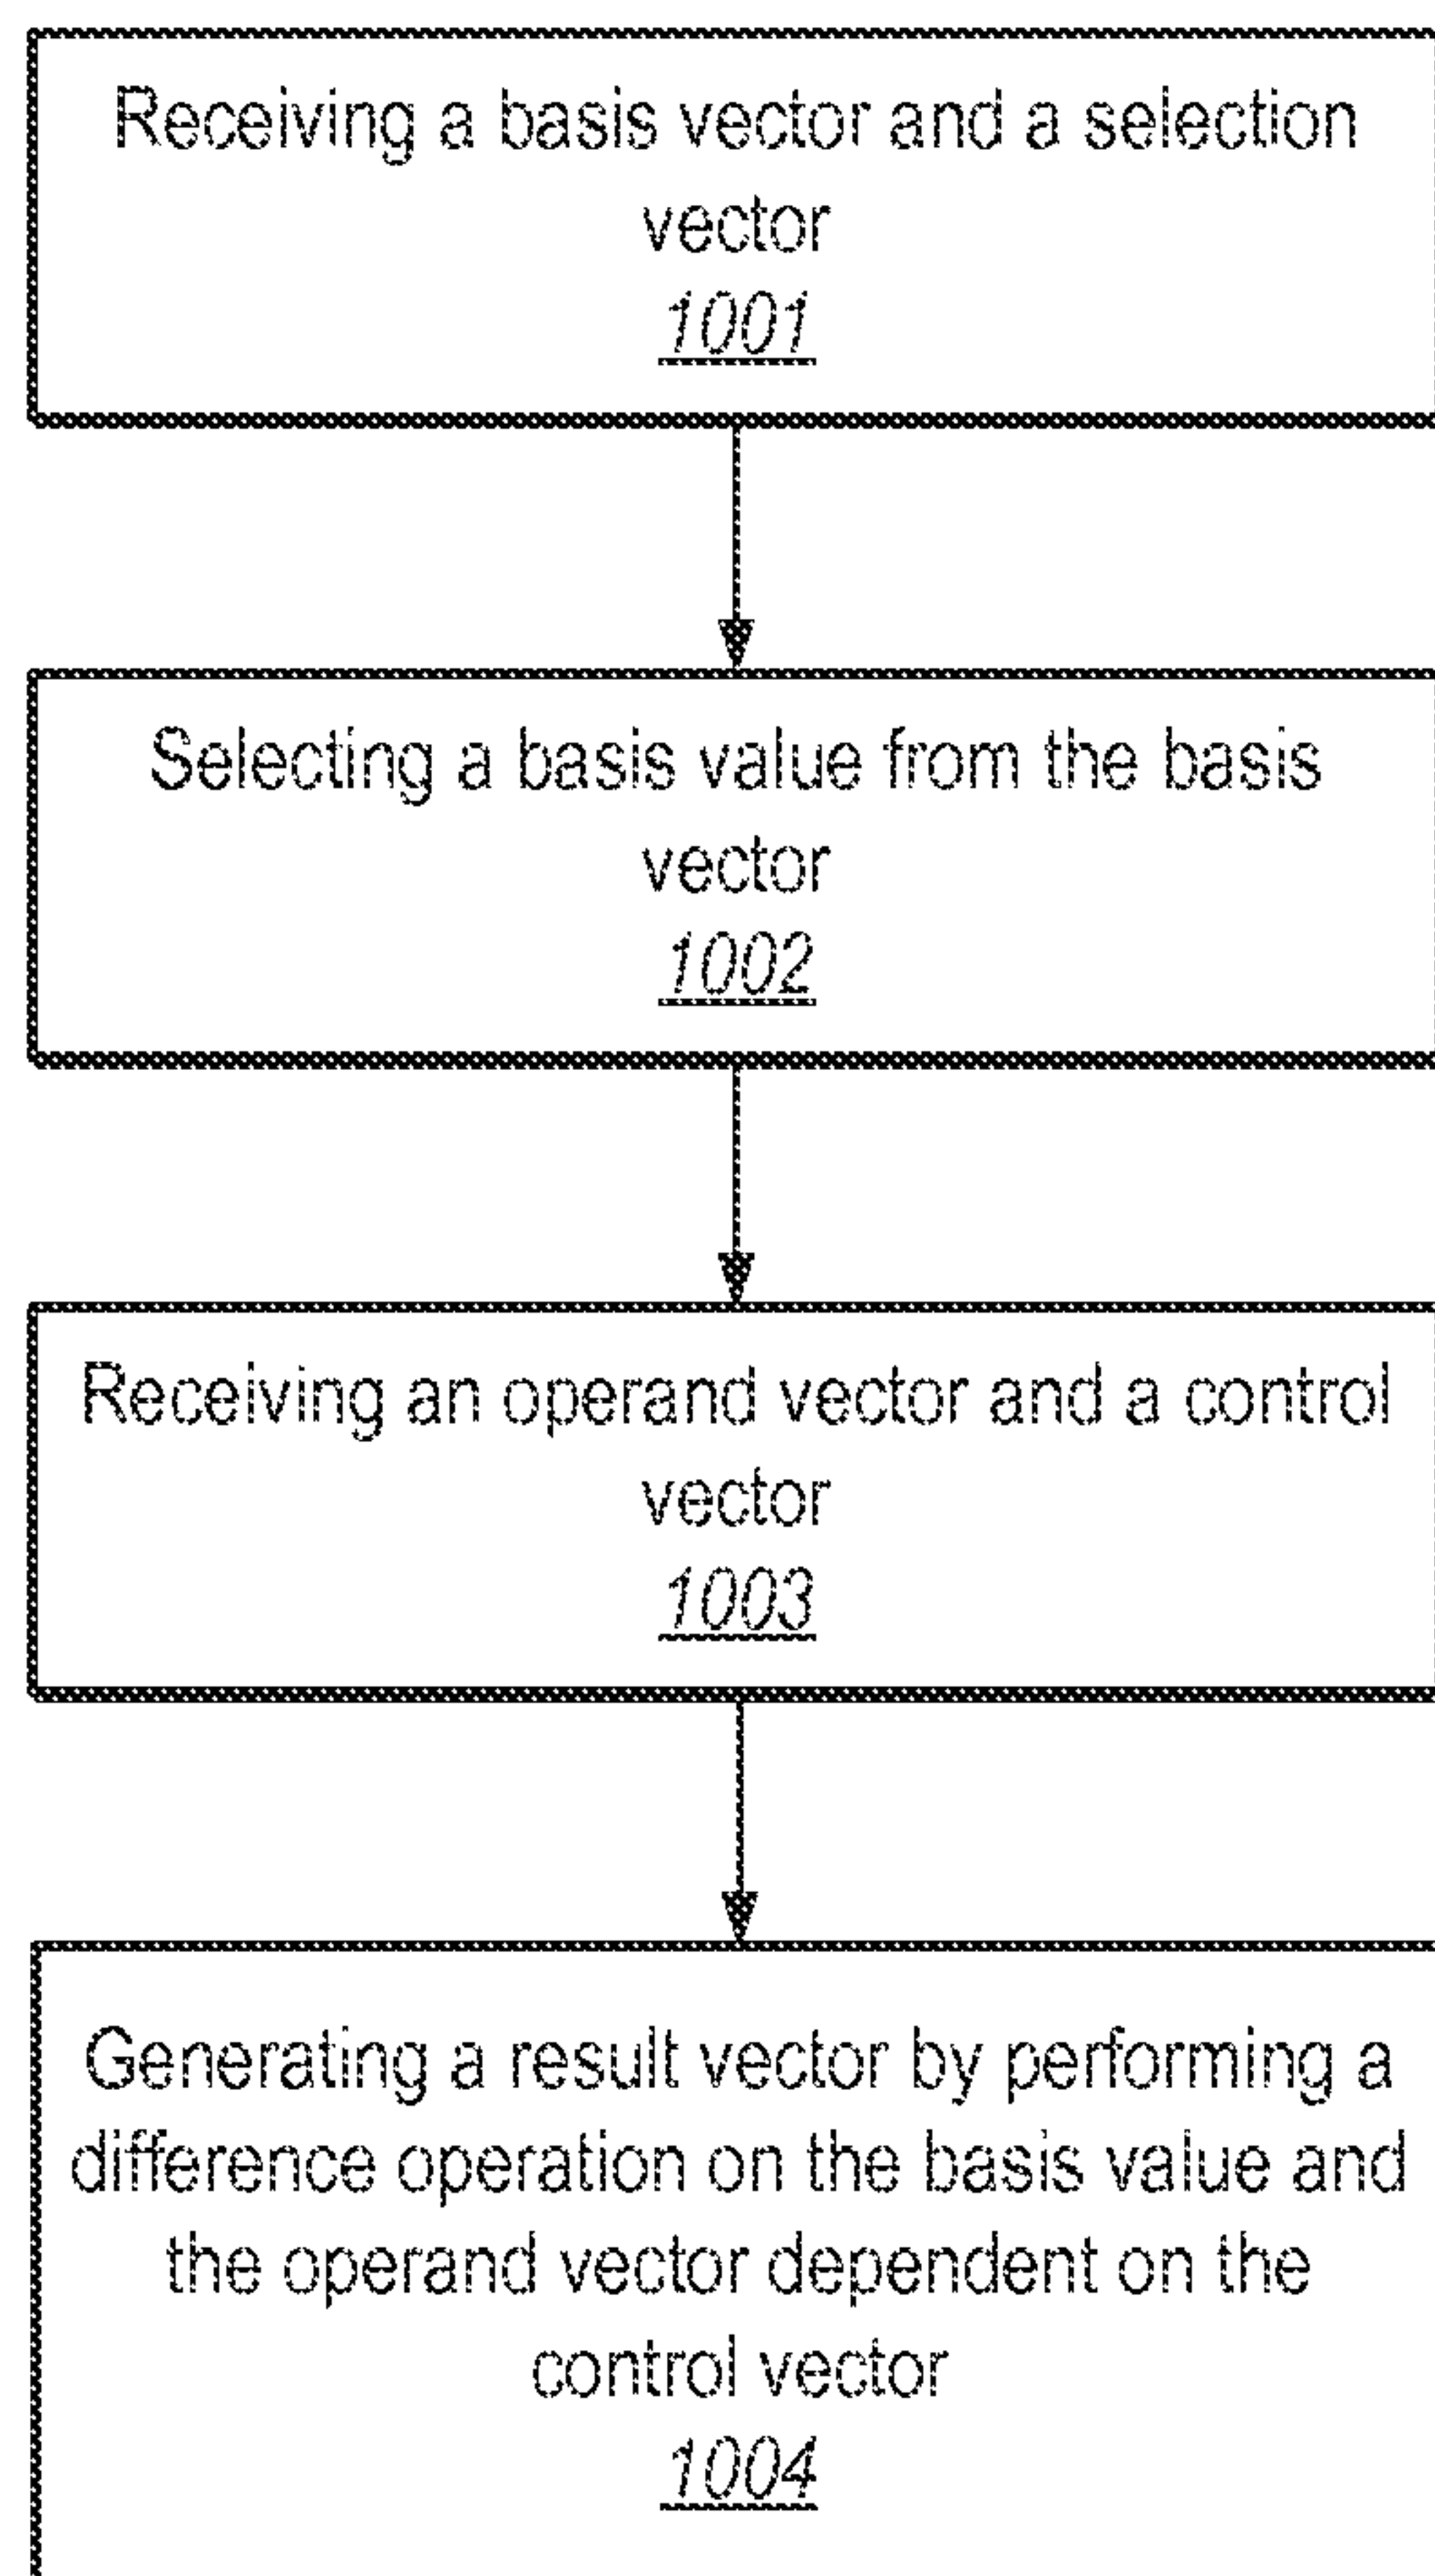 Receiving a basis vector and a selection
vector
1001
Selecting a basis value from the basis
vector
1002
Receiving an operand vector and a control
vector
1003
Generating a result vector by performing a
difference operation on the basis value and
the operand vector dependent on the
control vector
1004